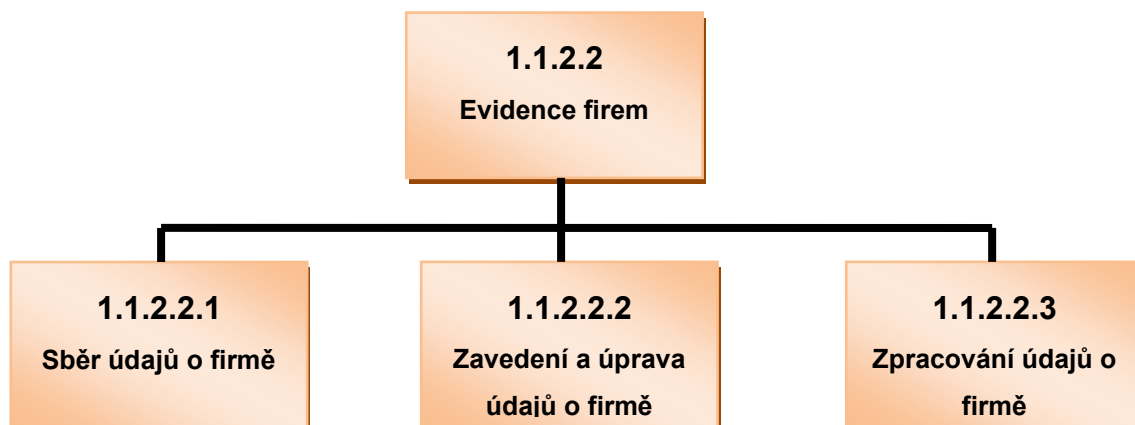 1.1.2.2
Evidence firem
1.1.2.2.1
Sběr údajů o firmě
1.1.2.2.2
Zavedení a úprava
údajů o firmě
1.1.2.2.3
Zpracování údajů o
firmě